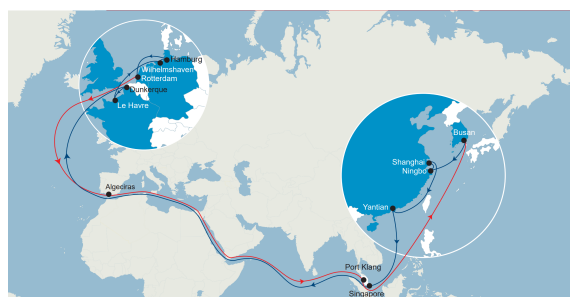 Hamburg
Wilhelmshaven
Rotterdam
Dunkerque
Le Havre
Busan
Shanghai
Ningbo
Algeciras
Yantian
Port Klang
Singapore